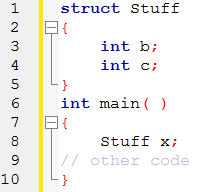 1 struct Stuff
2 {
3 int b;
4 int c;
5 }
6 int main( )
7 {
8 Stuff x;
9 // other code
10 }